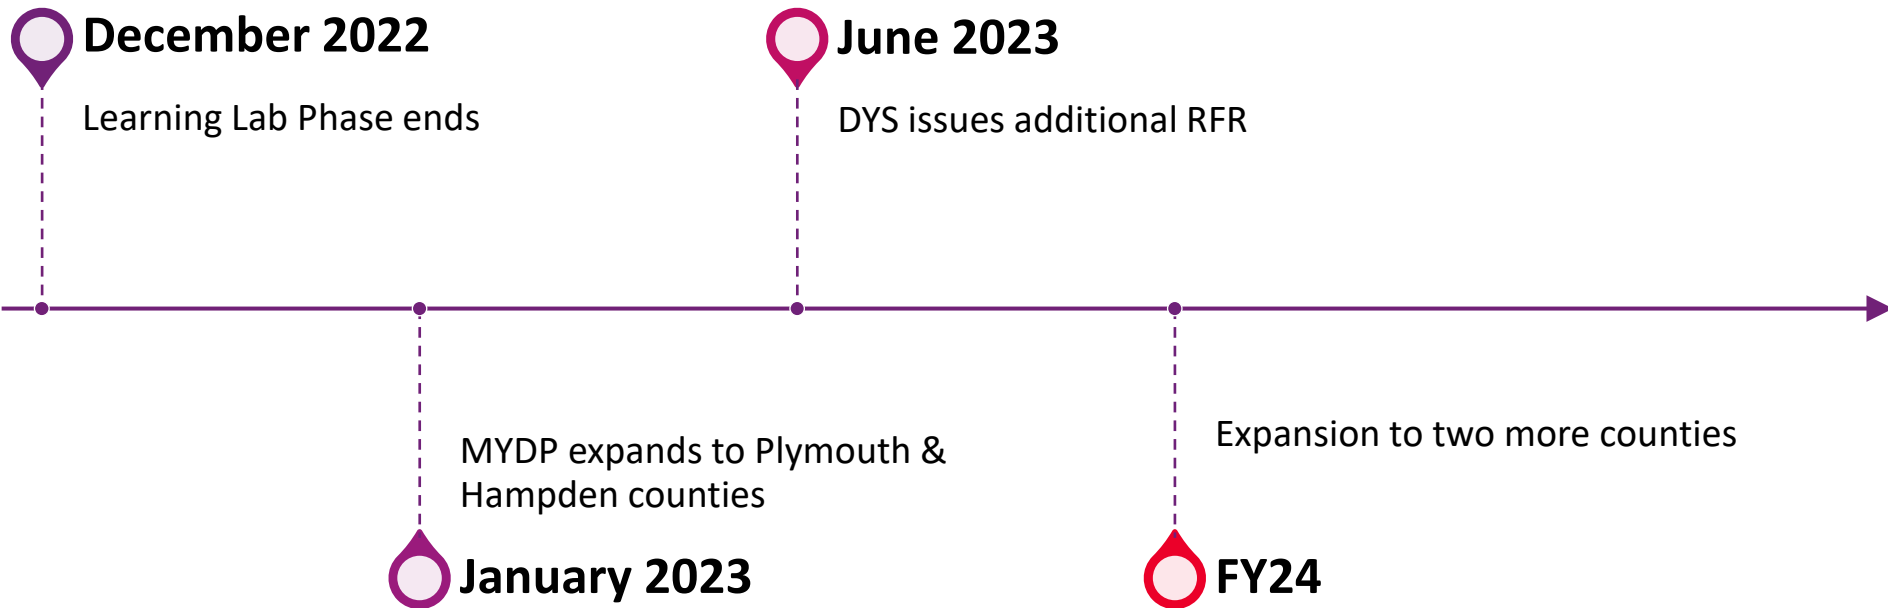 December 2022
Learning Lab Phase ends
June 2023
DYS issues additional RFR
MYDP expands to Plymouth &
Hampden counties
January 2023
Expansion to two more counties
FY24